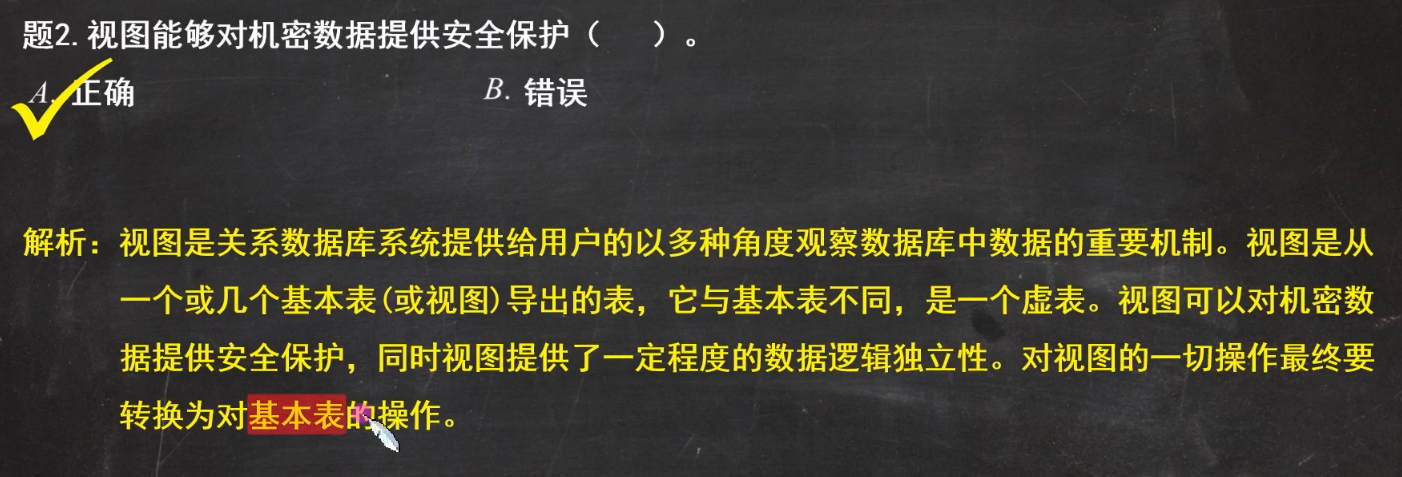 题2.视图能够对机密数据提供安全保护（　　）。
A.正确　　B.错误
解析：视图是关系数据库系统提供给用户的以多种角度观察数据库中数据的重要机制。视图是从
一个或几个基本表(或视图)导出的表，它与基本表不同，是一个虚表。视图可以对机密数
据提供安全保护，同时视图提供了一定程度的数据逻辑独立性。对视图的一切操作最终要
转换为对基本表的操作。